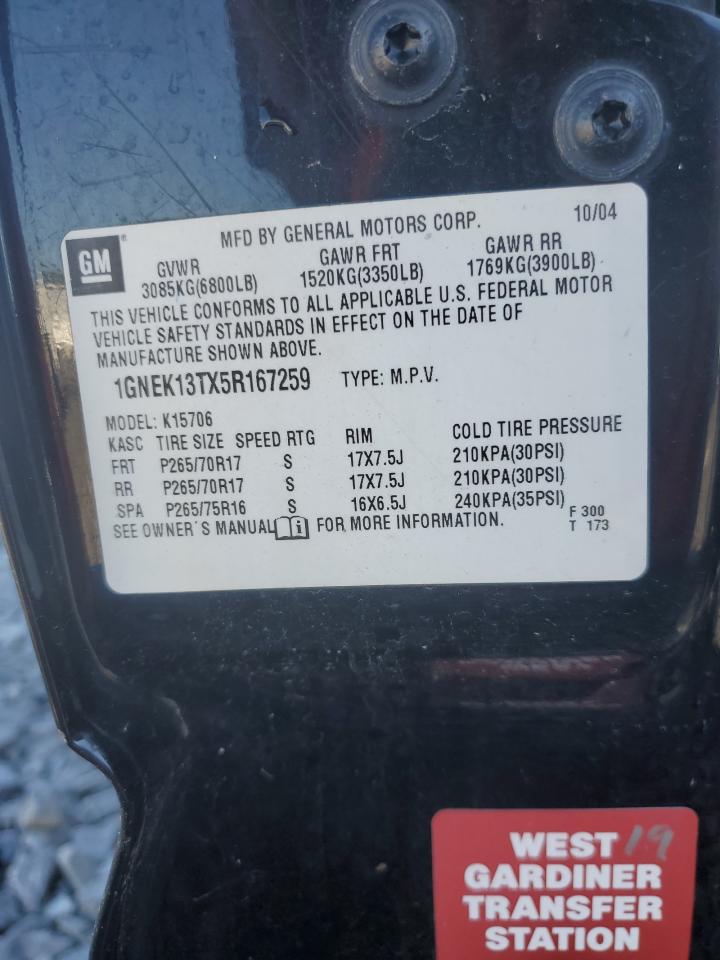 GM ®
MFD BY GENERAL MOTORS CORP. 10/04
GVWR GAWR FRT GAWR RR
3085KG(6800LB) 1520KG(3350LB) 1769KG(3900LB)
THIS VEHICLE CONFORMS TO ALL APPLICABLE U.S. FEDERAL MOTOR
VEHICLE SAFETY STANDARDS IN EFFECT ON THE DATE OF
MANUFACTURE SHOWN ABOVE.
1GNEK13TX5R167259 TYPE: M.P.V.
MODEL: K15706
KASC TIRE SIZE SPEED RTG RIM COLD TIRE PRESSURE
FRT P265/70R17 S 17X7.5J 210KPA(30PSI)
RR P265/70R17 S 17X7.5J 210KPA(30PSI)
SPA P265/75R16 S 16X6.5J 240KPA(35PSI)
SEE OWNER'S MANUAL i FOR MORE INFORMATION.
F 300
T 173
WEST 19
GARDINER
TRANSFER
STATION